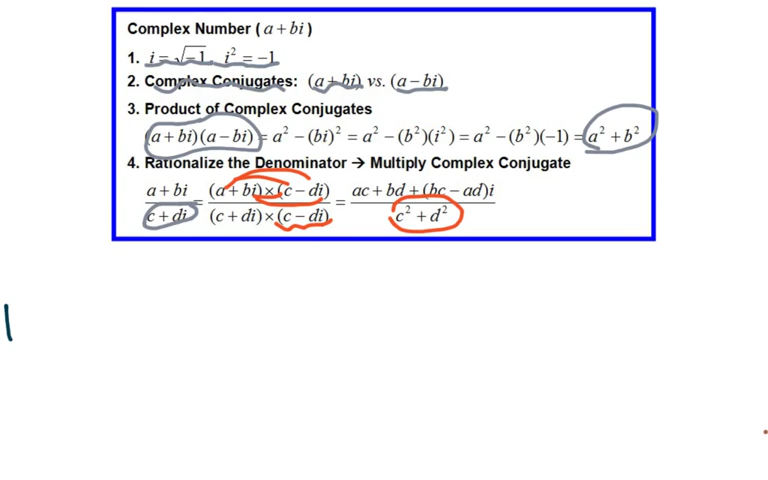 Complex Number ( a + bi )
1. i = √−1, i² = −1
2. Complex Conjugates: (a + bi) vs. (a − bi)
3. Product of Complex Conjugates
(a + bi)(a − bi) = a² − (bi)² = a² − (b²)(i²) = a² − (b²)(−1) = a² + b²
4. Rationalize the Denominator → Multiply Complex Conjugate
a + bi / c + di = (a + bi)×(c − di) / (c + di)×(c − di) = ac + bd + (bc − ad)i / c² + d²